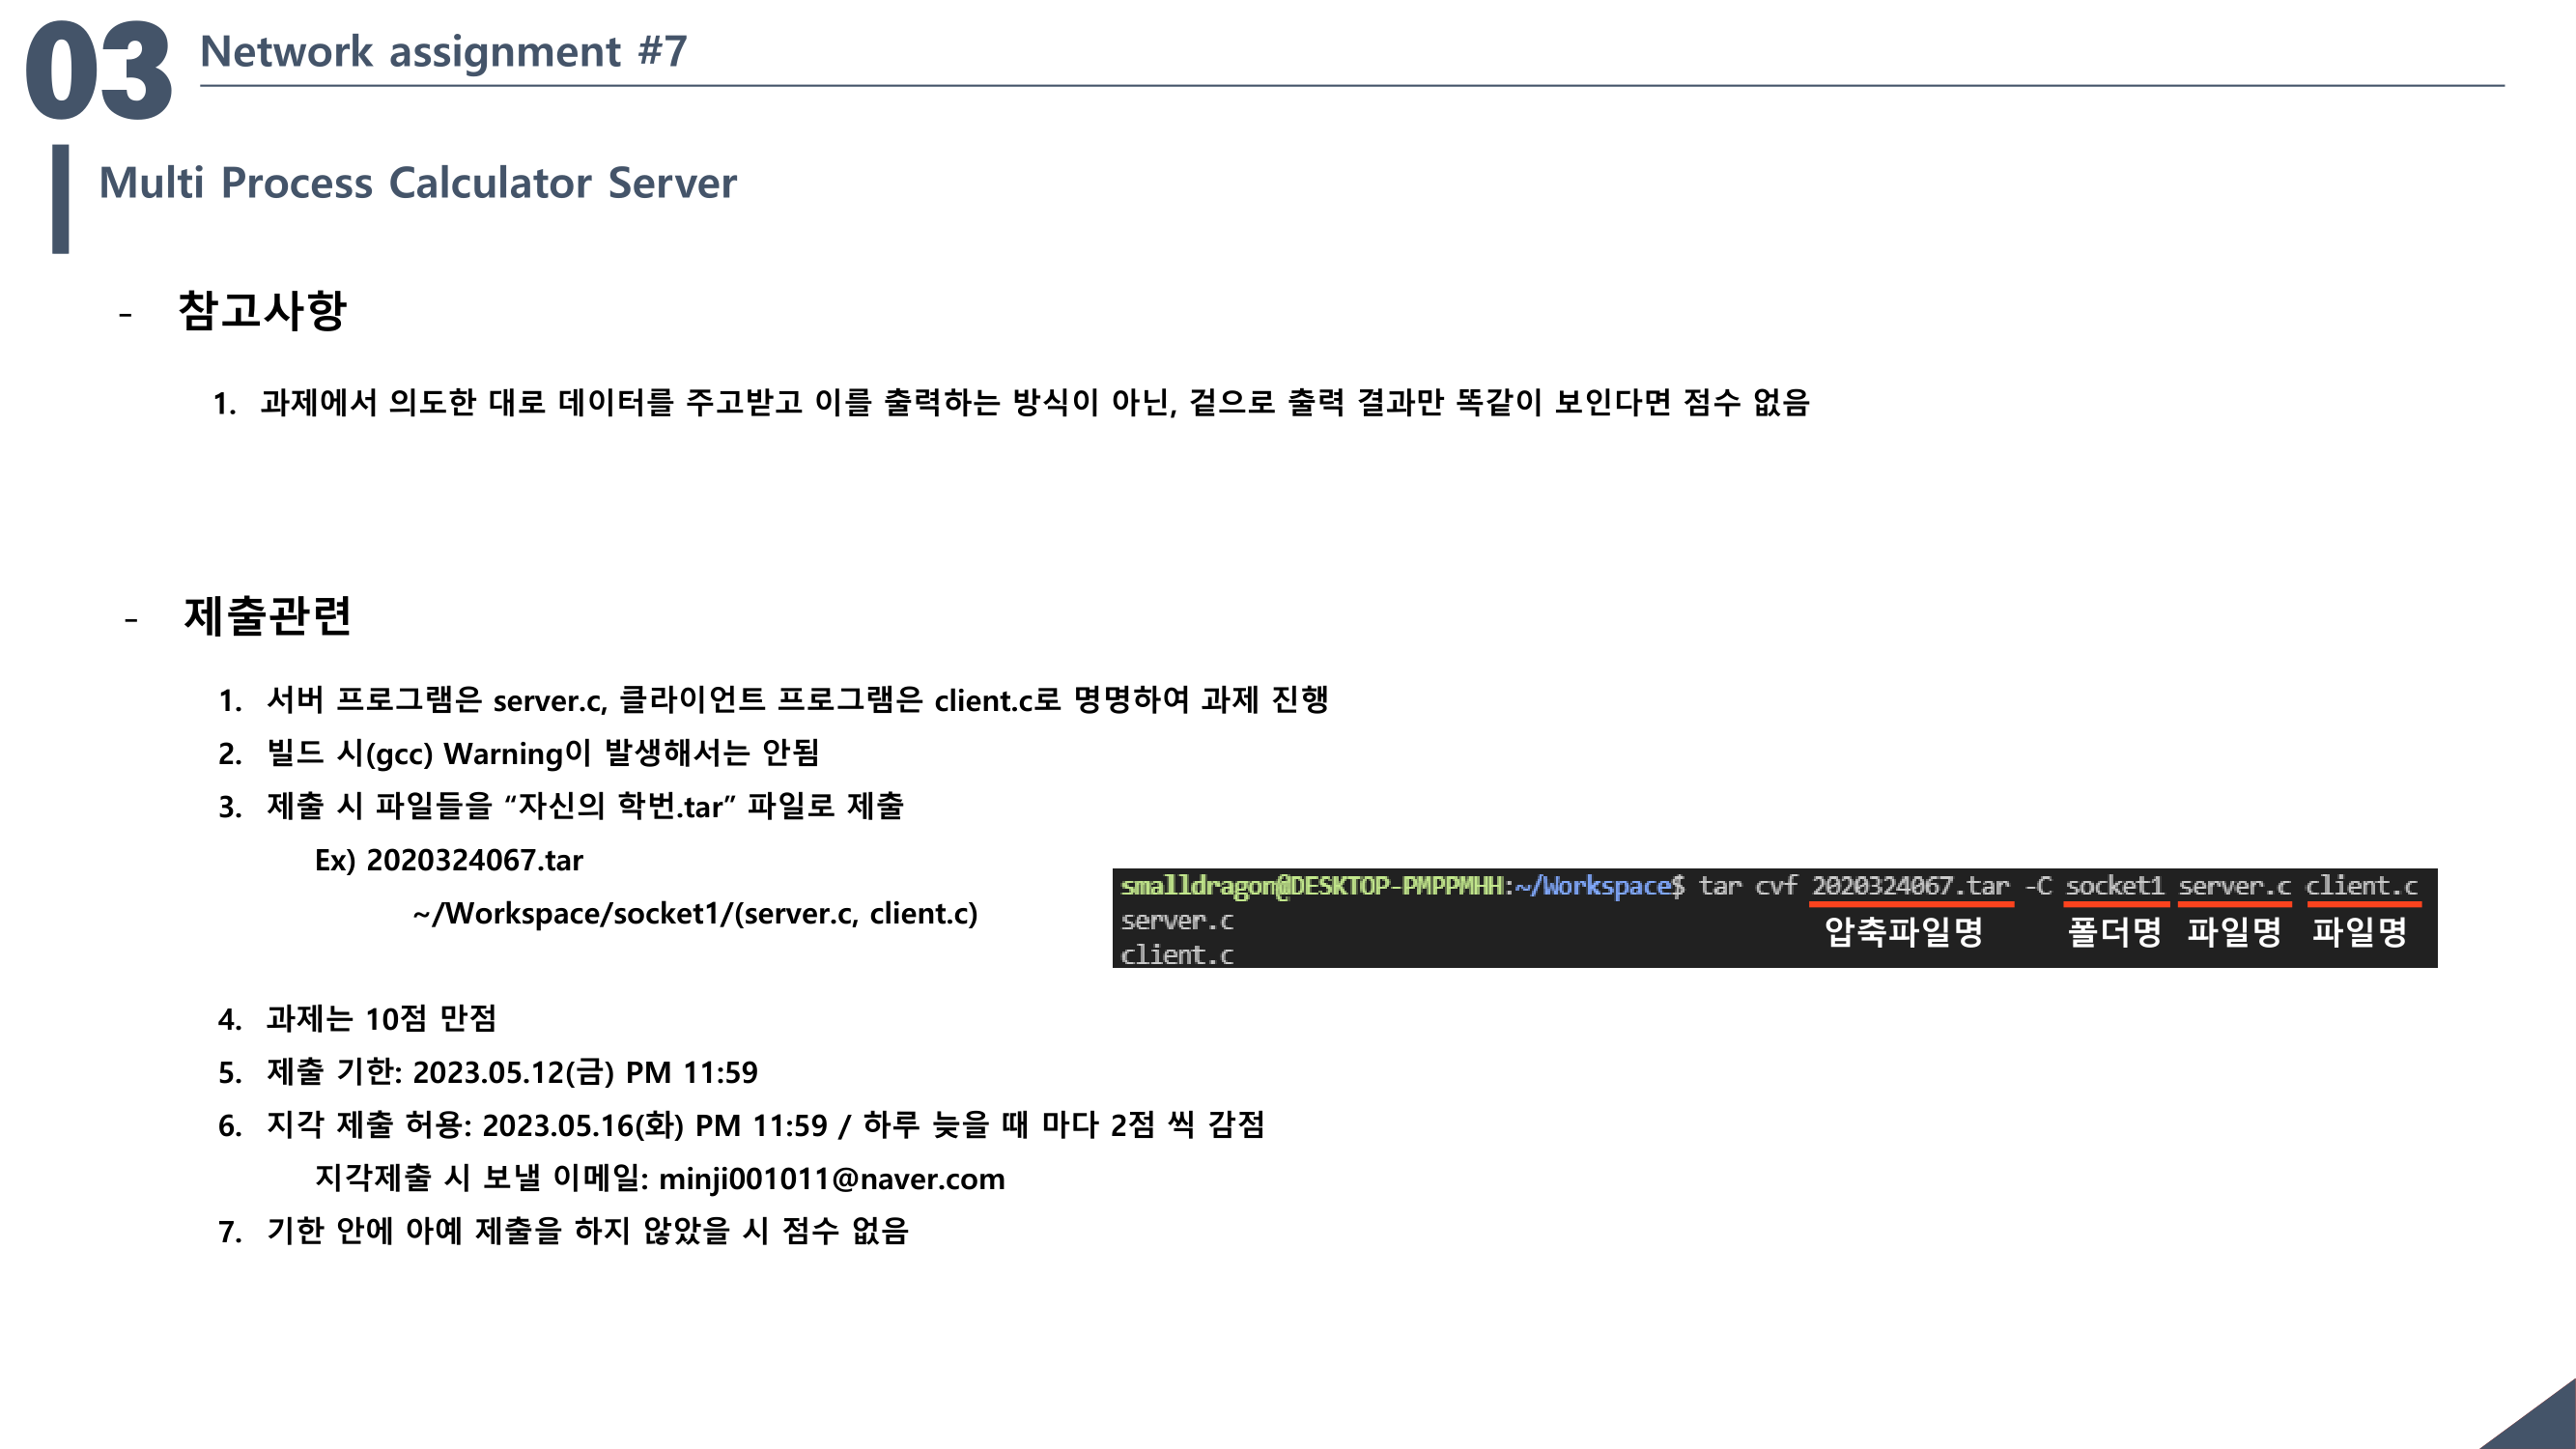 03
Network assignment #7
Multi Process Calculator Server
- 참고사항
1. 과제에서 의도한 대로 데이터를 주고받고 이를 출력하는 방식이 아닌, 겉으로 출력 결과만 똑같이 보인다면 점수 없음
- 제출관련
1. 서버 프로그램은 server.c, 클라이언트 프로그램은 client.c로 명명하여 과제 진행
2. 빌드 시(gcc) Warning이 발생해서는 안됨
3. 제출 시 파일들을 “자신의 학번.tar” 파일로 제출
Ex) 2020324067.tar
~/Workspace/socket1/(server.c, client.c)
smalldragon@DESKTOP-PMPPMHH:~/Workspace$ tar cvf 2020324067.tar -C socket1 server.c client.c
server.c
압축파일명 폴더명 파일명 파일명
client.c
4. 과제는 10점 만점
5. 제출 기한: 2023.05.12(금) PM 11:59
6. 지각 제출 허용: 2023.05.16(화) PM 11:59 / 하루 늦을 때 마다 2점 씩 감점
지각제출 시 보낼 이메일: minji001011@naver.com
7. 기한 안에 아예 제출을 하지 않았을 시 점수 없음